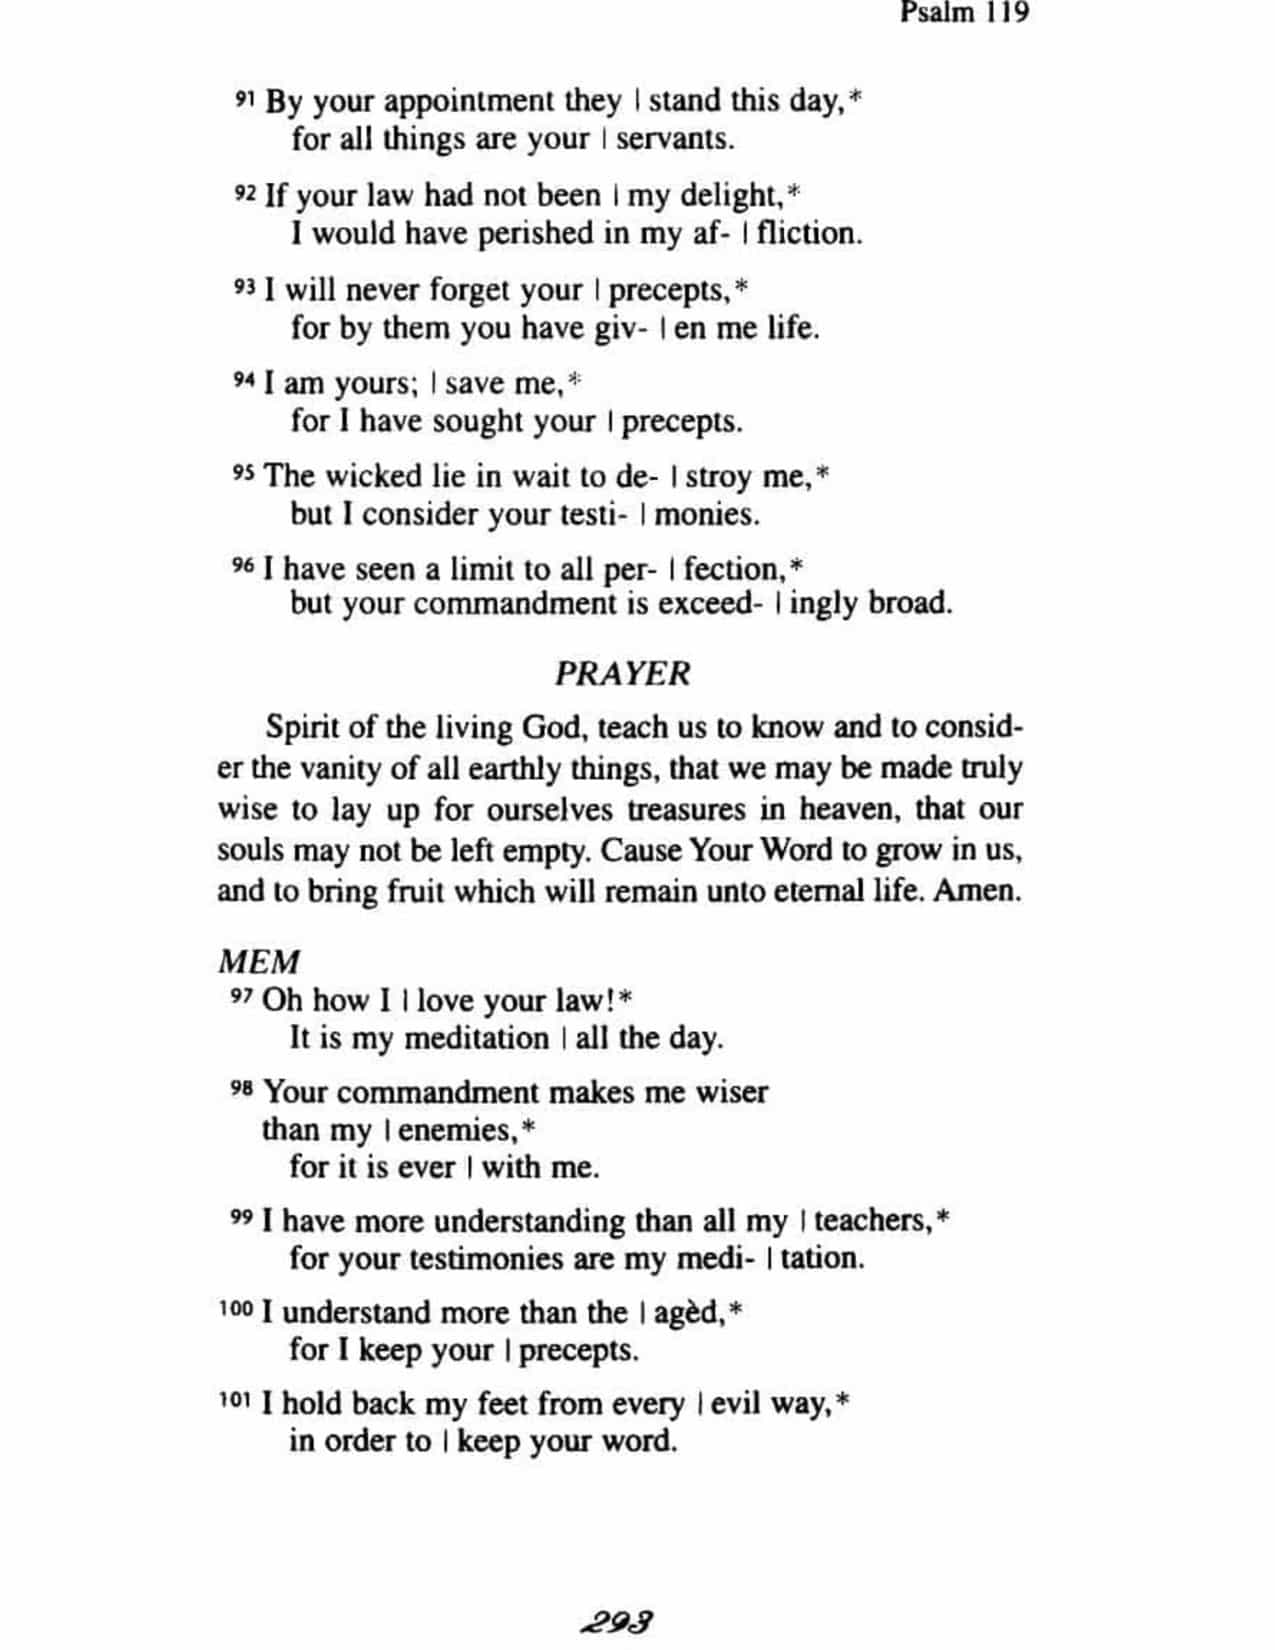 Psalm 119
91 By your appointment they | stand this day,*
for all things are your | servants.
92 If your law had not been | my delight,*
I would have perished in my af- | fliction.
93 I will never forget your | precepts,*
for by them you have giv- | en me life.
94 I am yours; | save me,*
for I have sought your | precepts.
95 The wicked lie in wait to de- | stroy me,*
but I consider your testi- | monies.
96 I have seen a limit to all per- | fection,*
but your commandment is exceed- | ingly broad.
PRAYER
Spirit of the living God, teach us to know and to consid-
er the vanity of all earthly things, that we may be made truly
wise to lay up for ourselves treasures in heaven, that our
souls may not be left empty. Cause Your Word to grow in us,
and to bring fruit which will remain unto eternal life. Amen.
MEM
97 Oh how I | love your law!*
It is my meditation | all the day.
98 Your commandment makes me wiser
than my | enemies,*
for it is ever | with me.
99 I have more understanding than all my | teachers,*
for your testimonies are my medi- | tation.
100 I understand more than the | agèd,*
for I keep your | precepts.
101 I hold back my feet from every | evil way,*
in order to | keep your word.
293